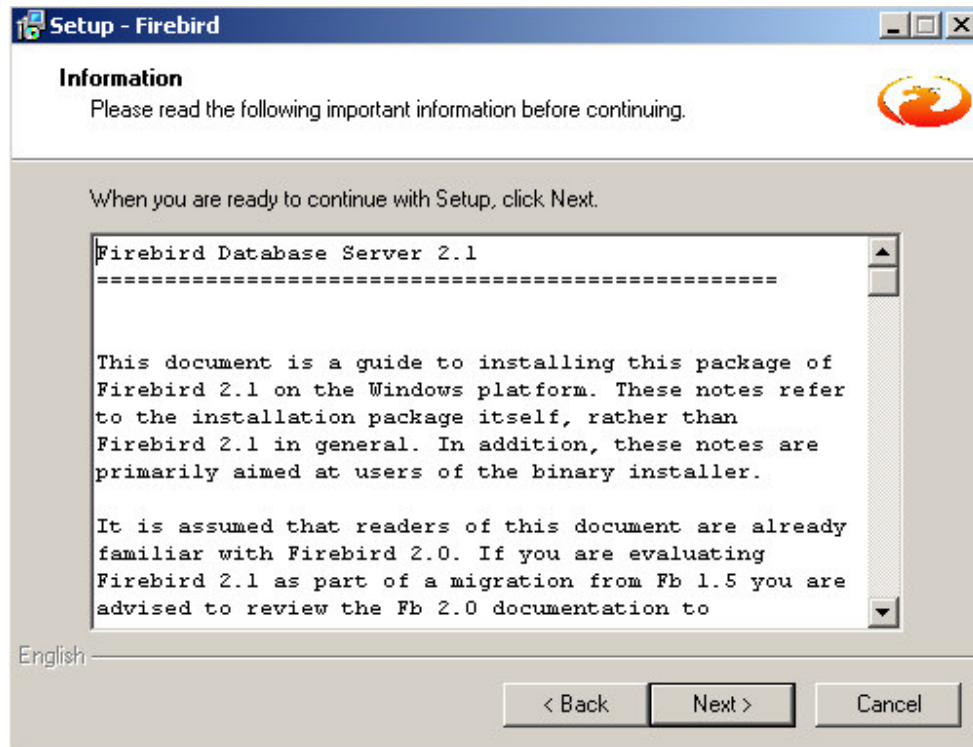 Setup - Firebird
Information
Please read the following important information before continuing.
When you are ready to continue with Setup, click Next.
Firebird Database Server 2.1
===================================================
This document is a guide to installing this package of
Firebird 2.1 on the Windows platform. These notes refer
to the installation package itself, rather than
Firebird 2.1 in general. In addition, these notes are
primarily aimed at users of the binary installer.
It is assumed that readers of this document are already
familiar with Firebird 2.0. If you are evaluating
Firebird 2.1 as part of a migration from Fb 1.5 you are
advised to review the Fb 2.0 documentation to
English
< Back
Next >
Cancel